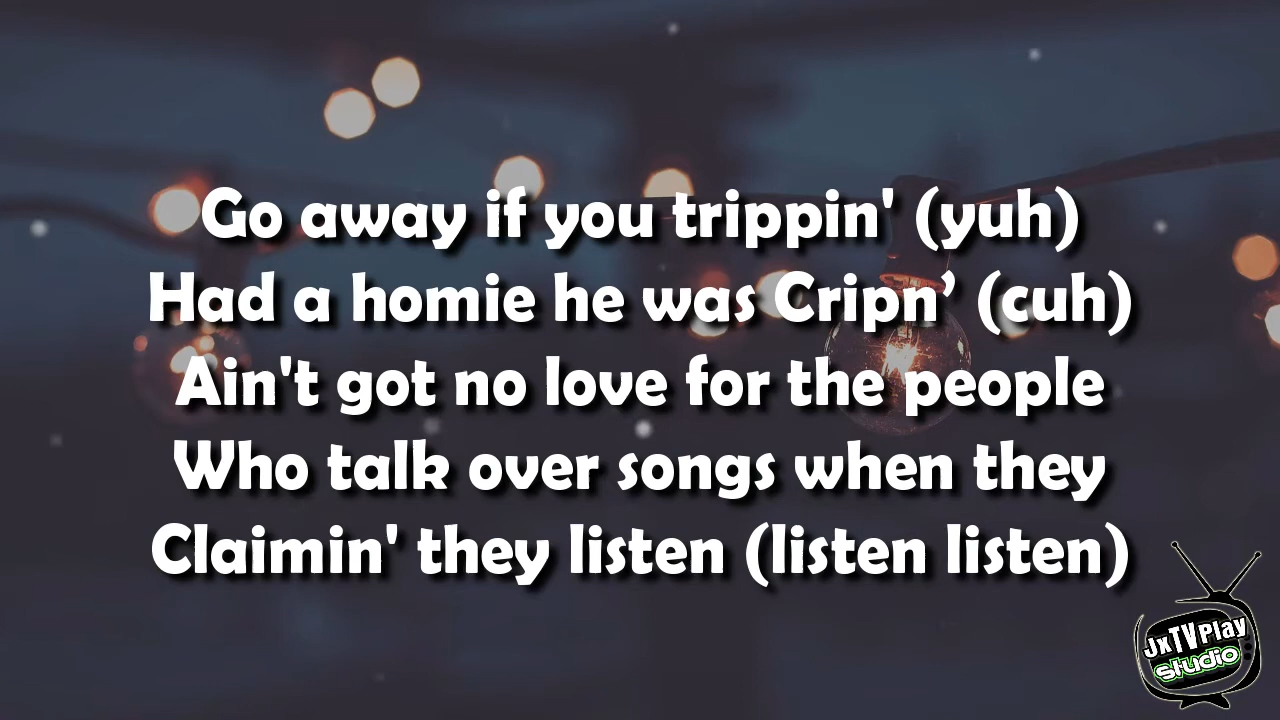 Go away if you trippin' (yuh)
Had a homie he was Cripn’ (cuh)
Ain't got no love for the people
Who talk over songs when they
Claimin' they listen (listen listen)
JxTVPlay
studio